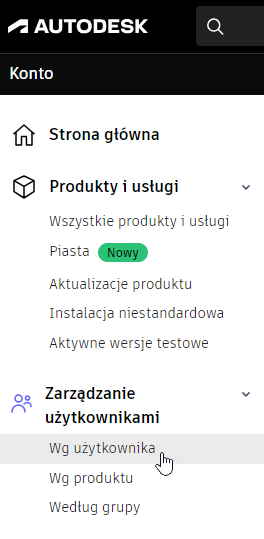 AUTODESK
Konto
Strona główna
Produkty i usługi
Wszystkie produkty i usługi
Piasta Nowy
Aktualizacje produktu
Instalacja niestandardowa
Aktywne wersje testowe
Zarządzanie
użytkownikami
Wg użytkownika
Wg produktu
Według grupy